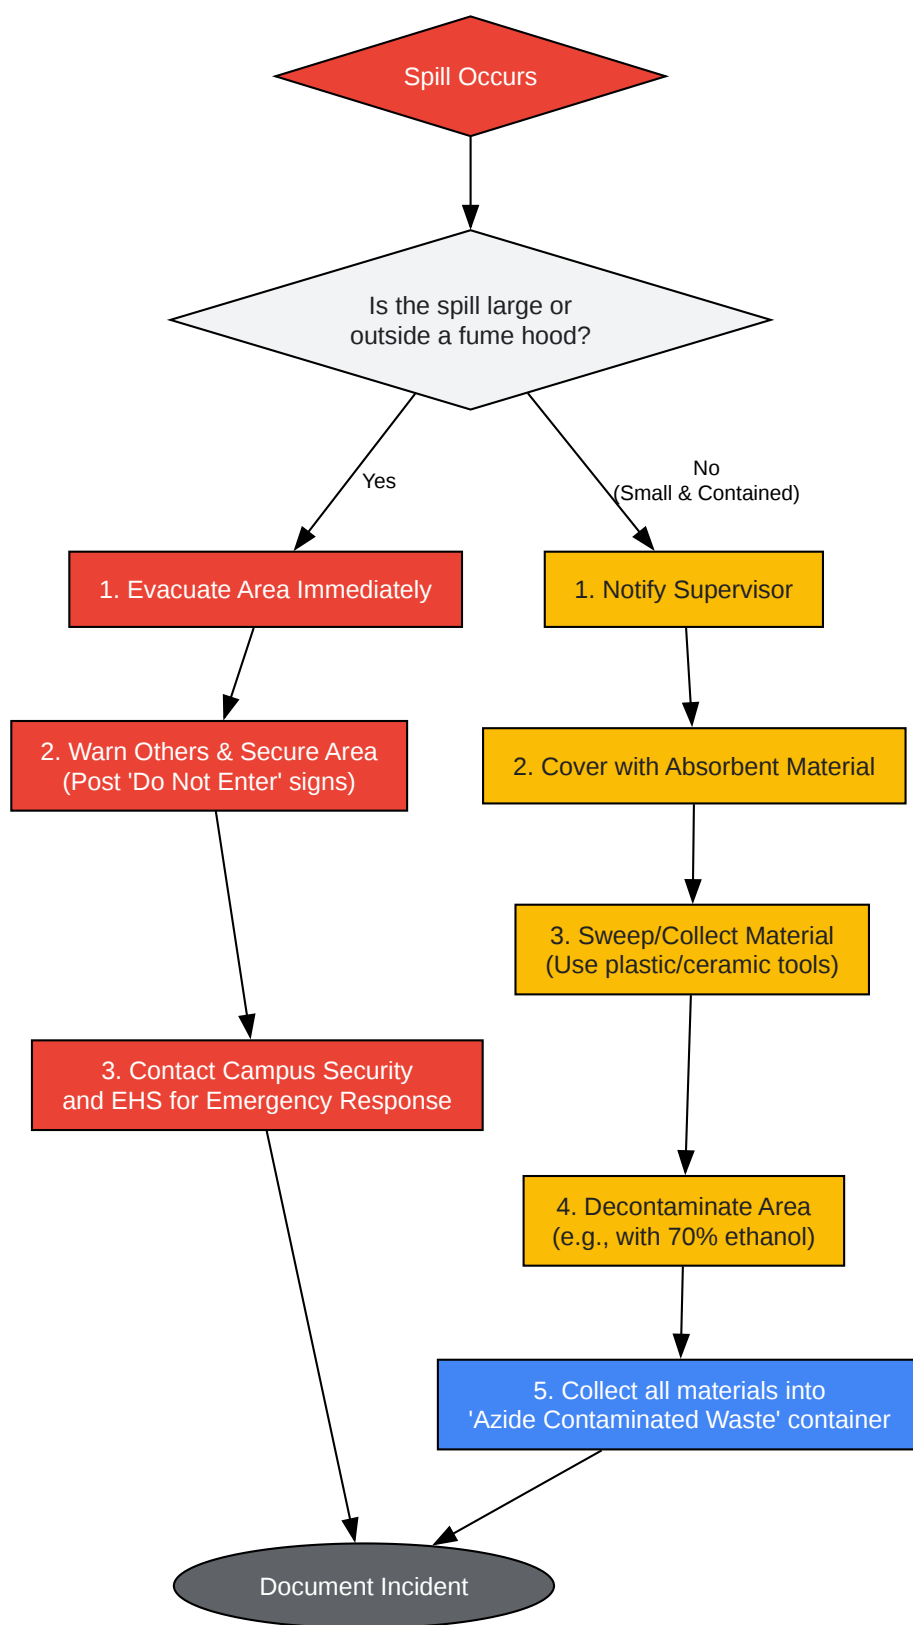 Spill Occurs
Is the spill large or
outside a fume hood?
Yes
No
(Small & Contained)
1. Evacuate Area Immediately
1. Notify Supervisor
2. Warn Others & Secure Area
(Post 'Do Not Enter' signs)
2. Cover with Absorbent Material
3. Sweep/Collect Material
(Use plastic/ceramic tools)
3. Contact Campus Security
and EHS for Emergency Response
4. Decontaminate Area
(e.g., with 70% ethanol)
5. Collect all materials into
'Azide Contaminated Waste' container
Document Incident